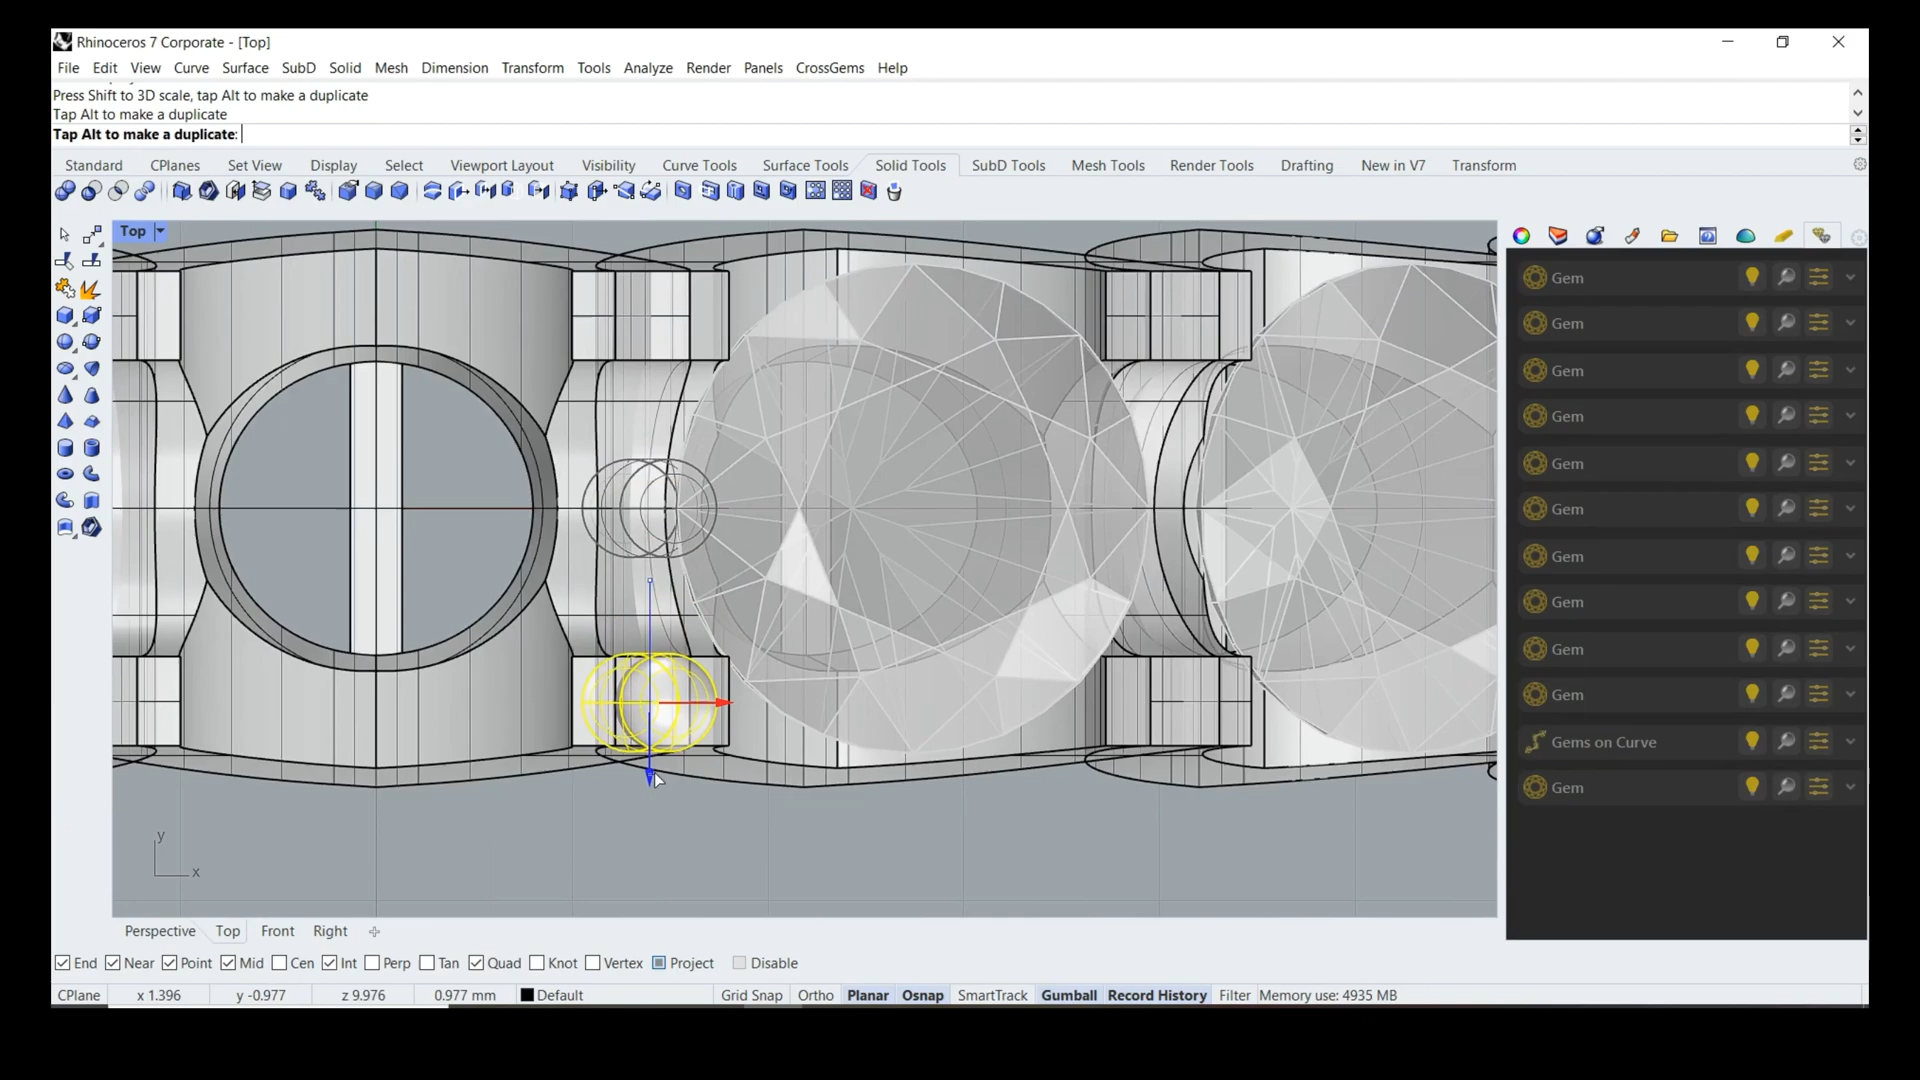 Rhinoceros 7 Corporate - [Top]
File Edit View Curve Surface SubD Solid Mesh Dimension Transform Tools Analyze Render Panels CrossGems Help
Press Shift to 3D scale, tap Alt to make a duplicate
Tap Alt to make a duplicate
Tap Alt to make a duplicate:
Standard CPlanes Set View Display Select Viewport Layout Visibility Curve Tools Surface Tools Solid Tools SubD Tools Mesh Tools Render Tools Drafting New in V7 Transform
Top
Gem
Gem
Gem
Gem
Gem
Gem
Gem
Gem
Gem
Gem
Gems on Curve
Gem
y
x
Perspective Top Front Right
End Near Point Mid Cen Int Perp Tan Quad Knot Vertex Project Disable
CPlane x 1.396 y -0.977 z 9.976 0.977 mm Default Grid Snap Ortho Planar Osnap SmartTrack Gumball Record History Filter Memory use: 4935 MB